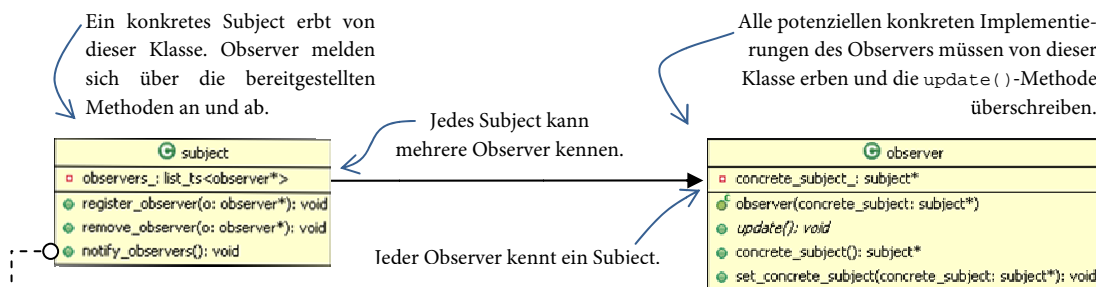 Ein konkretes Subject erbt von
dieser Klasse. Observer melden
sich über die bereitgestellten
Methoden an und ab.
Alle potenziellen konkreten Implementie-
rungen des Observers müssen von dieser
Klasse erben und die update()-Methode
überschreiben.
Jedes Subject kann
mehrere Observer kennen.
subject
observers_: list_ts<observer*>
register_observer(o: observer*): void
remove_observer(o: observer*): void
notify_observers(): void
Jeder Observer kennt ein Subject.
observer
concrete_subject_: subject*
observer(concrete_subject: subject*)
update(): void
concrete_subject(): subject*
set_concrete_subject(concrete_subject: subject*): void